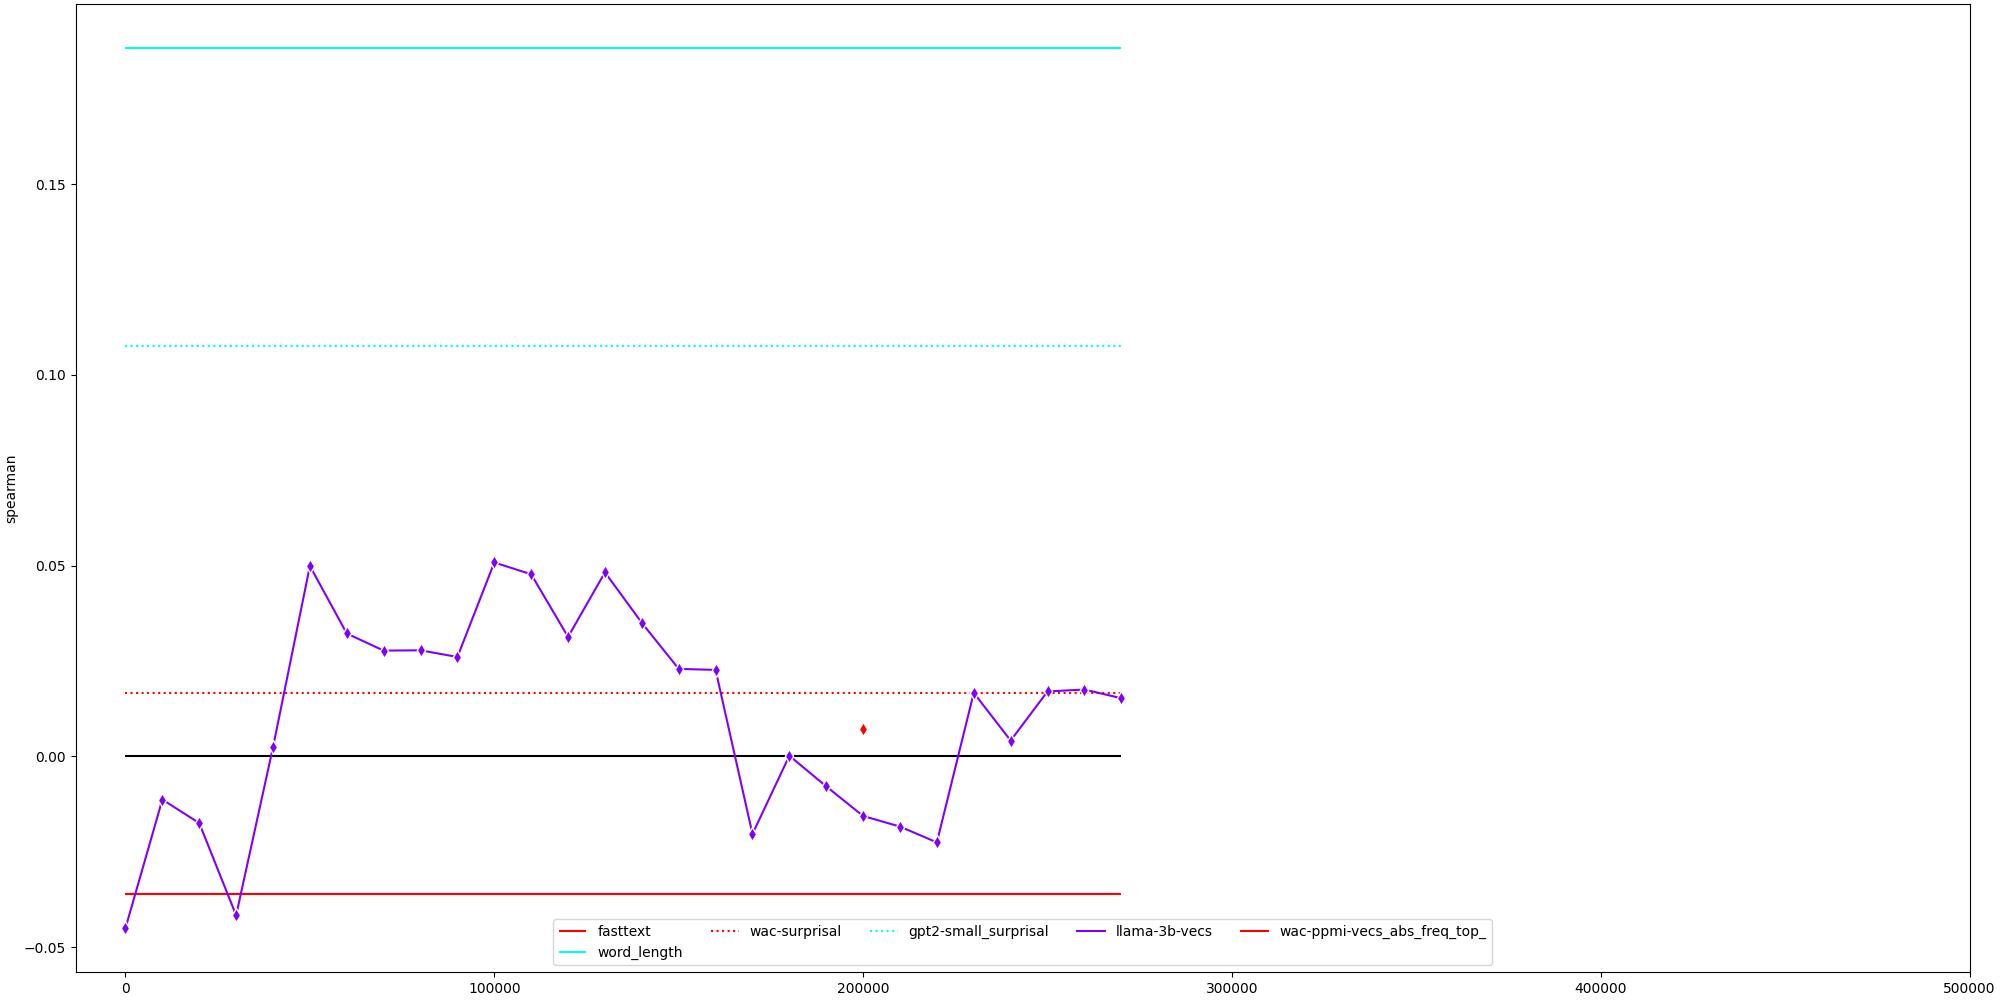 0.15
0.10
0.05
0.00
−0.05
spearman
fasttext wac-surprisal gpt2-small_surprisal llama-3b-vecs wac-ppmi-vecs_abs_freq_top_
word_length
0 100000 200000 300000 400000 500000